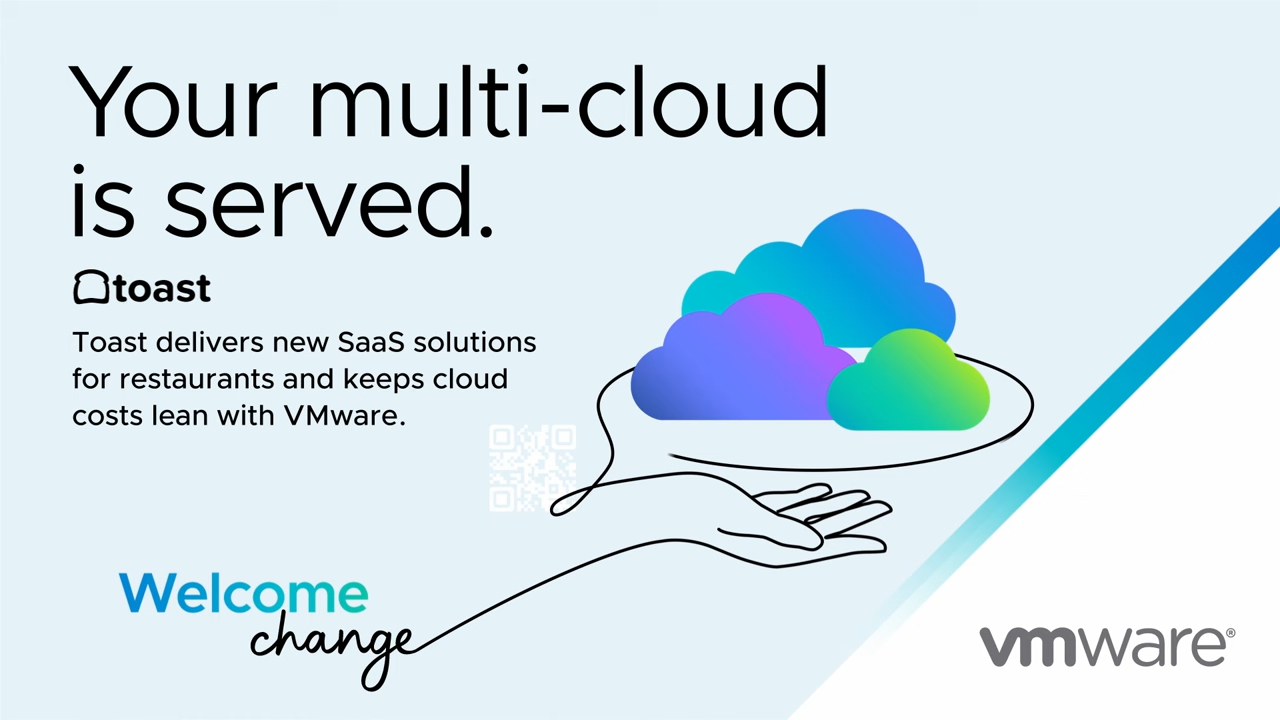 Your multi-cloud
is served.
toast
Toast delivers new SaaS solutions
for restaurants and keeps cloud
costs lean with VMware.
Welcome
change
vmware®